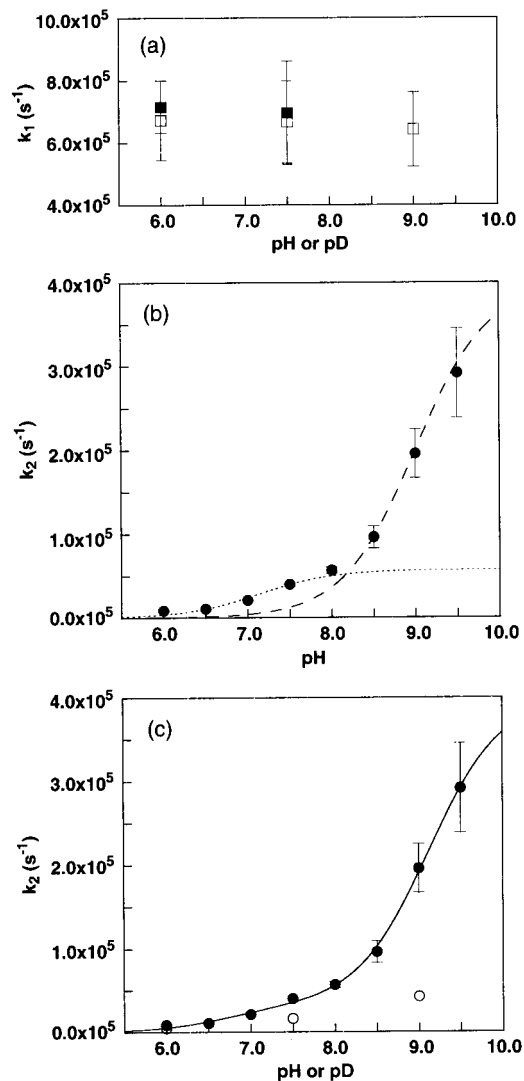 (a)
10.0x10⁵
8.0x10⁵
6.0x10⁵
4.0x10⁵
k₁ (s⁻¹)
6.0 7.0 8.0 9.0 10.0
pH or pD
(b)
4.0x10⁵
3.0x10⁵
2.0x10⁵
1.0x10⁵
0.0x10⁵
k₂ (s⁻¹)
6.0 7.0 8.0 9.0 10.0
pH
(c)
4.0x10⁵
3.0x10⁵
2.0x10⁵
1.0x10⁵
0.0x10⁵
k₂ (s⁻¹)
6.0 7.0 8.0 9.0 10.0
pH or pD